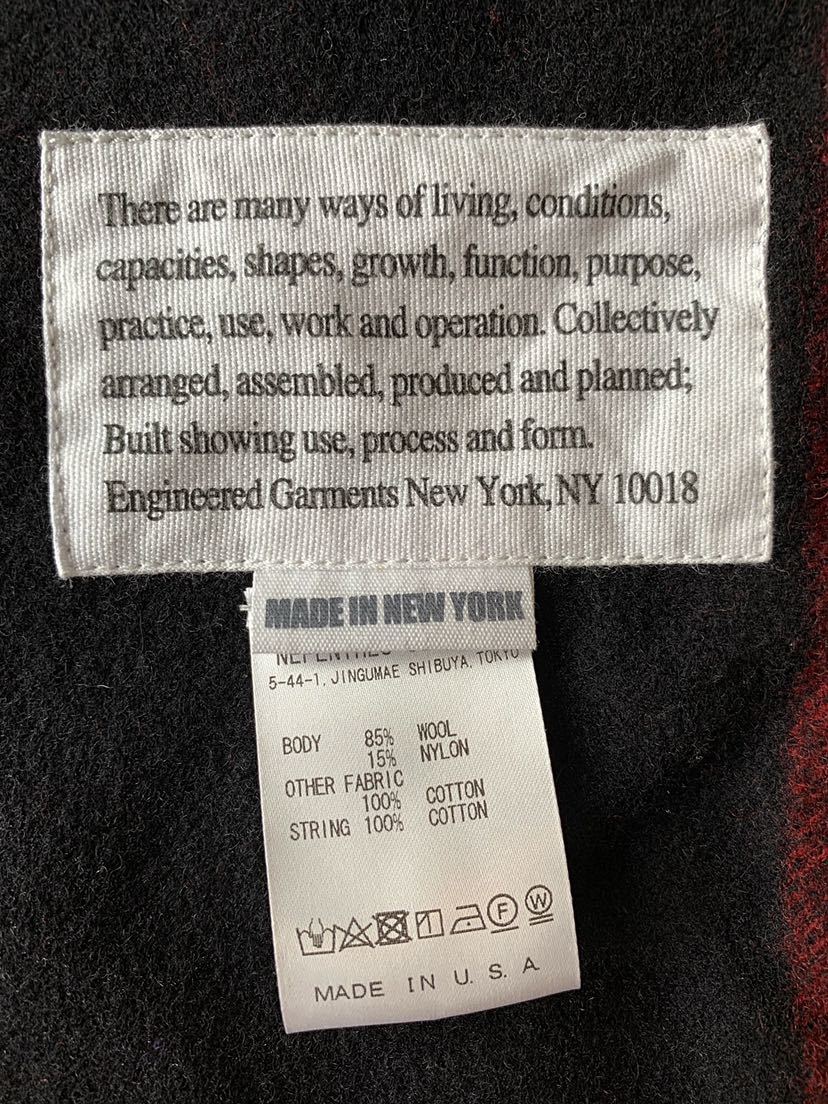 There are many ways of living, conditions,
capacities, shapes, growth, function, purpose,
practice, use, work and operation. Collectively
arranged, assembled, produced and planned;
Built showing use, process and form.
Engineered Garments New York, NY 10018
MADE IN NEW YORK
5-44-1, JINGUMAE SHIBUYA, TOKYO
BODY 85% WOOL
15% NYLON
OTHER FABRIC
100% COTTON
STRING 100% COTTON
F W
MADE IN U.S.A